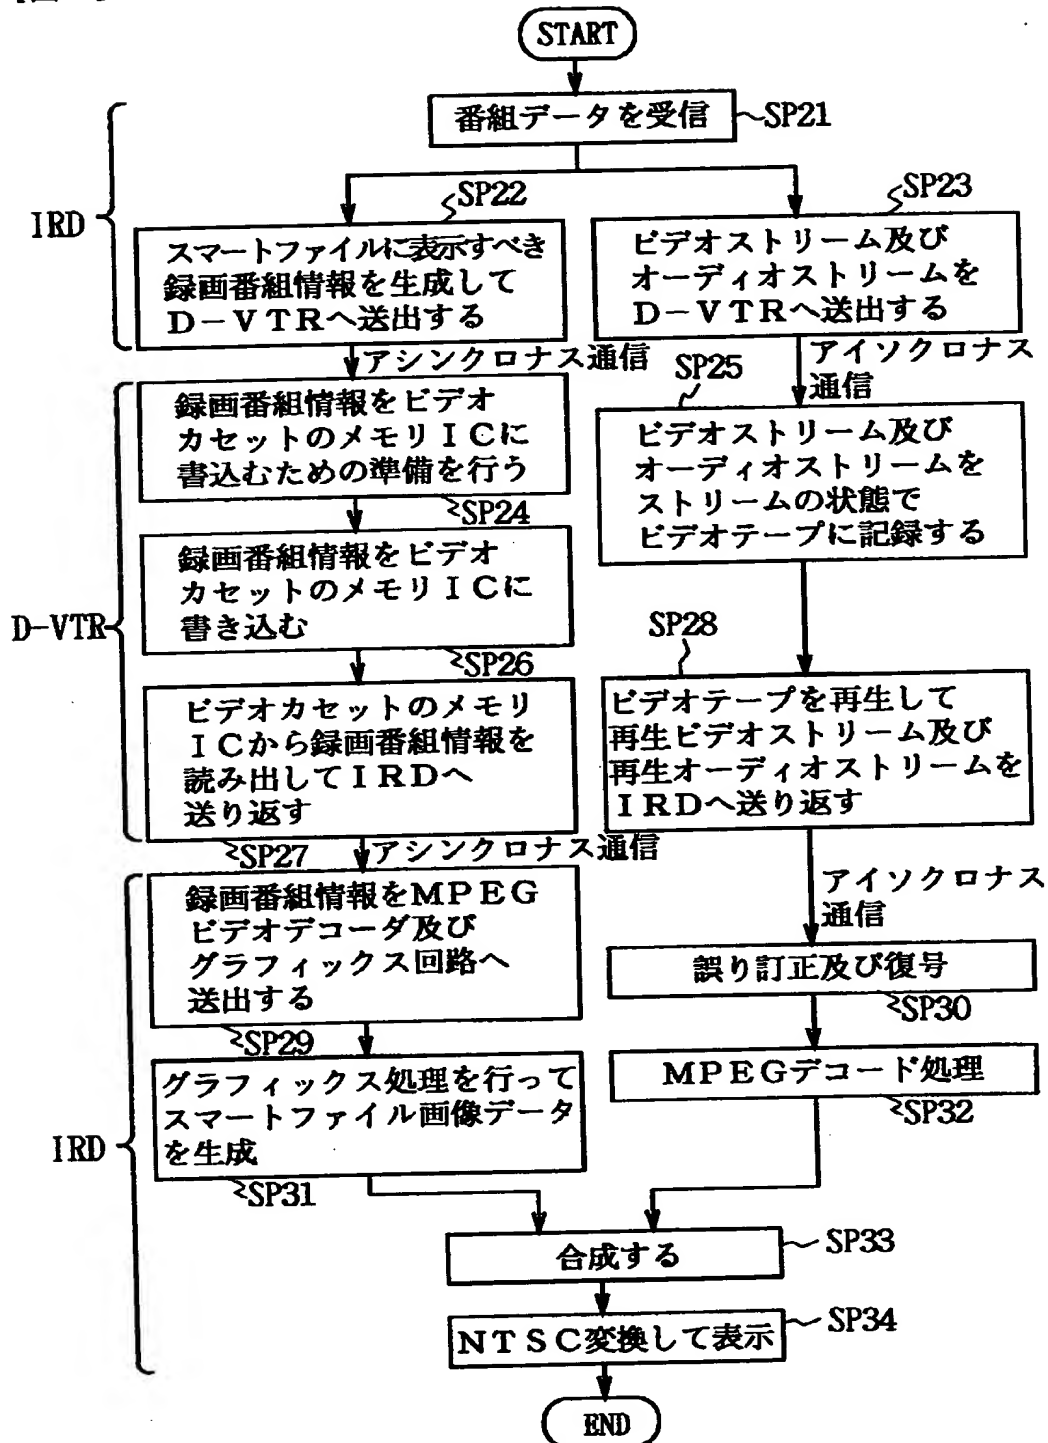 START
番組データを受信
SP21
IRD
SP22
スマートファイルに表示すべき
録画番組情報を生成して
D-VTRへ送出する
SP23
ビデオストリーム及び
オーディオストリームを
D-VTRへ送出する
アシンクロナス通信
アイソクロナス
通信
D-VTR
録画番組情報をビデオ
カセットのメモリICに
書込むための準備を行う
SP24
SP25
ビデオストリーム及び
オーディオストリームを
ストリームの状態で
ビデオテープに記録する
録画番組情報をビデオ
カセットのメモリICに
書き込む
SP26
ビデオカセットのメモリ
ICから録画番組情報を
読み出してIRDへ
送り返す
SP27
SP28
ビデオテープを再生して
再生ビデオストリーム及び
再生オーディオストリームを
IRDへ送り返す
アシンクロナス通信
アイソクロナス
通信
IRD
録画番組情報をMPEG
ビデオデコーダ及び
グラフィックス回路へ
送出する
SP29
誤り訂正及び復号
SP30
グラフィックス処理を行って
スマートファイル画像データ
を生成
SP31
MPEGデコード処理
SP32
合成する
SP33
NTSC変換して表示
SP34
END